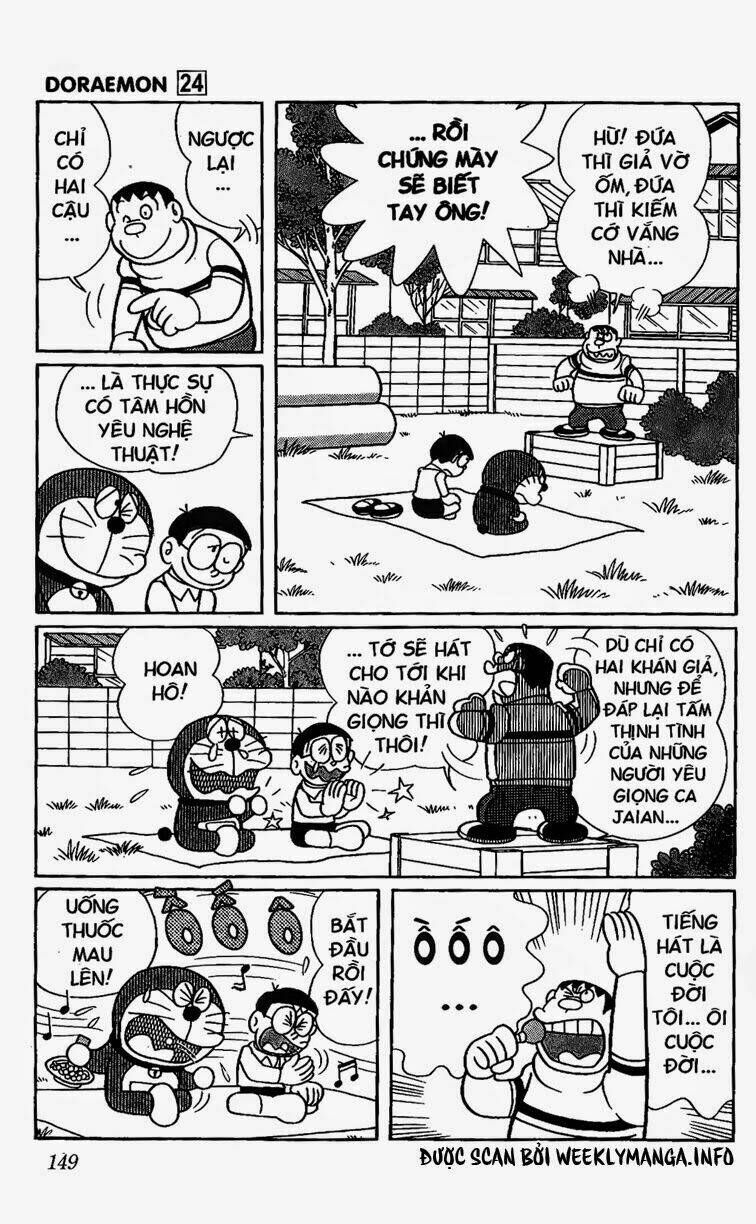 DORAEMON 24
HỪ! ĐỨA
THÌ GIẢ VỜ
ỐM, ĐỨA
THÌ KIẾM
CỚ VẮNG
NHÀ...
... RỒI
CHÚNG MÀY
SẼ BIẾT
TAY ÔNG!
NGƯỢC
LẠI
...
CHỈ
CÓ
HAI
CẬU
...
... LÀ THỰC SỰ
CÓ TÂM HỒN
YÊU NGHỆ
THUẬT!
DÙ CHỈ CÓ
HAI KHÁN GIẢ,
NHƯNG ĐỂ
ĐÁP LẠI TẤM
THỊNH TÌNH
CỦA NHỮNG
NGƯỜI YÊU
GIỌNG CA
JAIAN...
... TỚ SẼ HÁT
CHO TỚI KHI
NÀO KHẢN
GIỌNG THÌ
THÔI!
HOAN
HÔ!
TIẾNG
HÁT LÀ
CUỘC
ĐỜI
TÔI... ÔI
CUỘC
ĐỜI...
Ồ Ố Ô
...
BẮT
ĐẦU
RỒI
ĐẤY!
UỐNG
THUỐC
MAU
LÊN!
149
ĐƯỢC SCAN BỞI WEEKLYMANGA.INFO